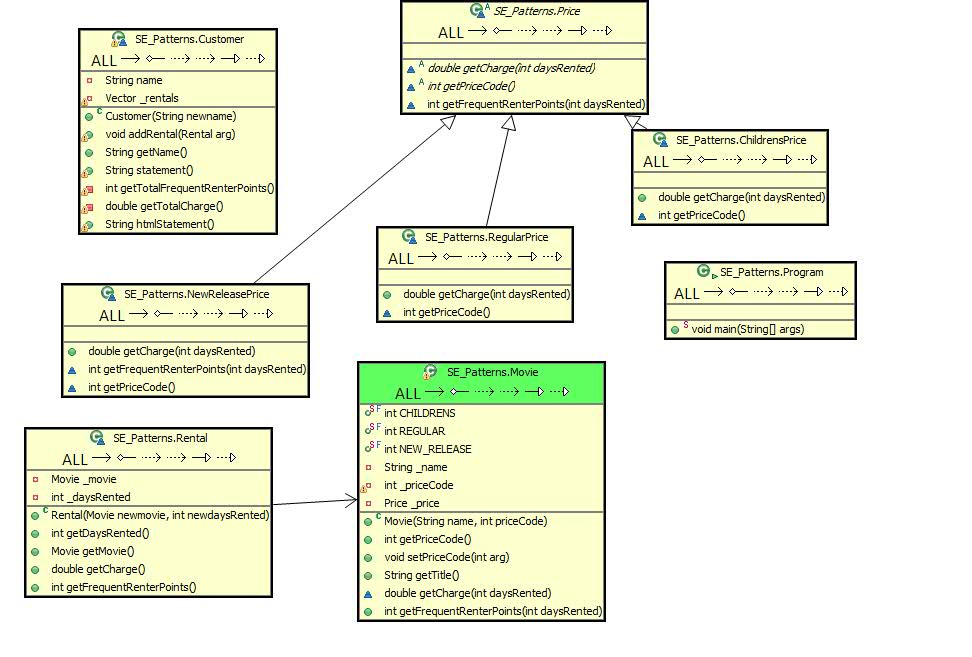 SE_Patterns.Price
ALL
double getCharge(int daysRented)
int getPriceCode()
int getFrequentRenterPoints(int daysRented)
SE_Patterns.Customer
ALL
String name
Vector _rentals
Customer(String newname)
void addRental(Rental arg)
String getName()
String statement()
int getTotalFrequentRenterPoints()
double getTotalCharge()
String htmlStatement()
SE_Patterns.ChildrensPrice
ALL
double getCharge(int daysRented)
int getPriceCode()
SE_Patterns.RegularPrice
ALL
double getCharge(int daysRented)
int getPriceCode()
SE_Patterns.Program
ALL
void main(String[] args)
SE_Patterns.NewReleasePrice
ALL
double getCharge(int daysRented)
int getFrequentRenterPoints(int daysRented)
int getPriceCode()
SE_Patterns.Movie
ALL
int CHILDRENS
int REGULAR
int NEW_RELEASE
String _name
int _priceCode
Price _price
Movie(String name, int priceCode)
int getPriceCode()
void setPriceCode(int arg)
String getTitle()
double getCharge(int daysRented)
int getFrequentRenterPoints(int daysRented)
SE_Patterns.Rental
ALL
Movie _movie
int _daysRented
Rental(Movie newmovie, int newdaysRented)
int getDaysRented()
Movie getMovie()
double getCharge()
int getFrequentRenterPoints()